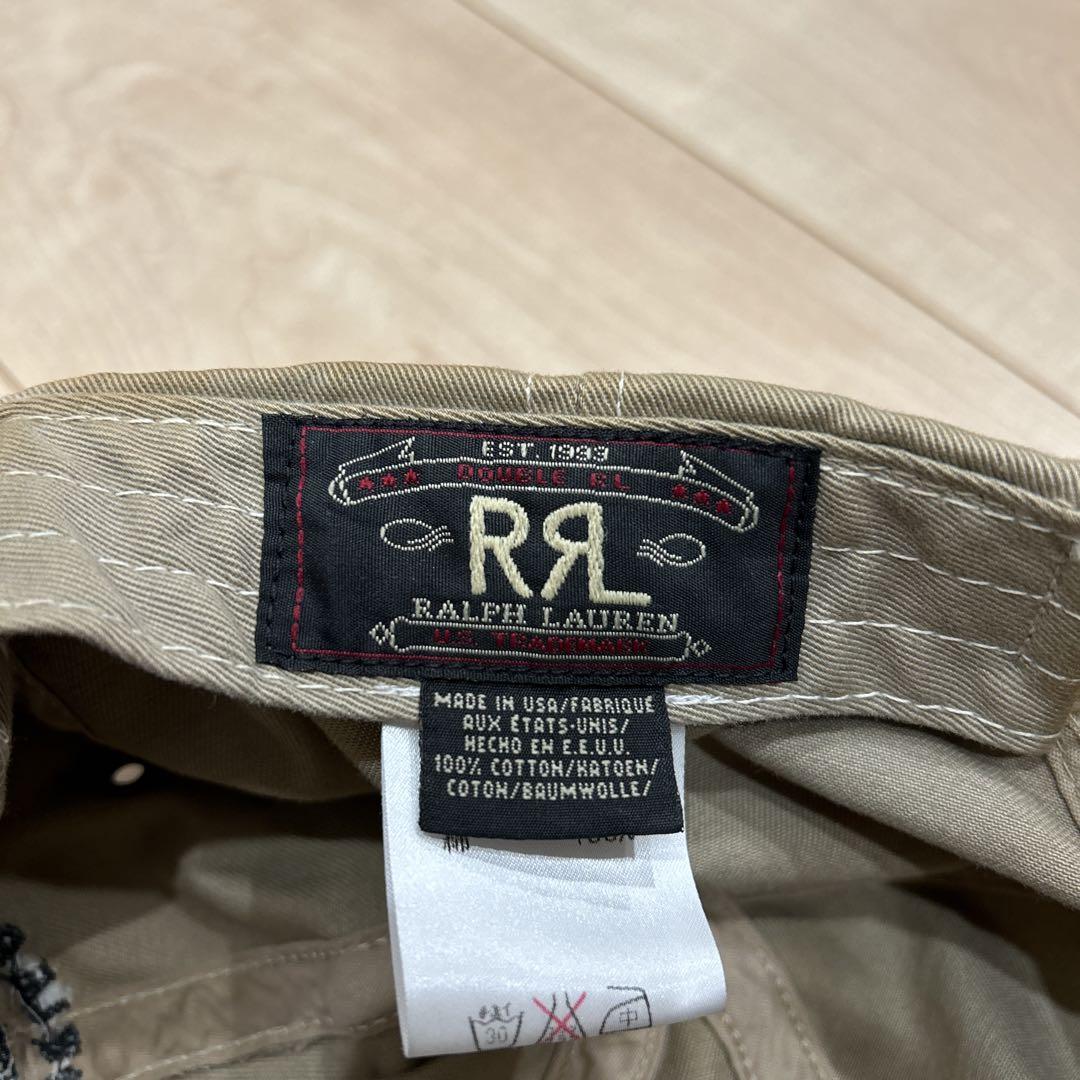 EST. 1993
DOUBLE RL
RRL
RALPH LAUREN
U.S. TRADEMARK
MADE IN USA/FABRIQUÉ
AUX ÉTATS-UNIS/
HECHO EN E.E.U.U.
100% COTTON/KATOEN/
COTON/BAUMWOLLE/
30
中